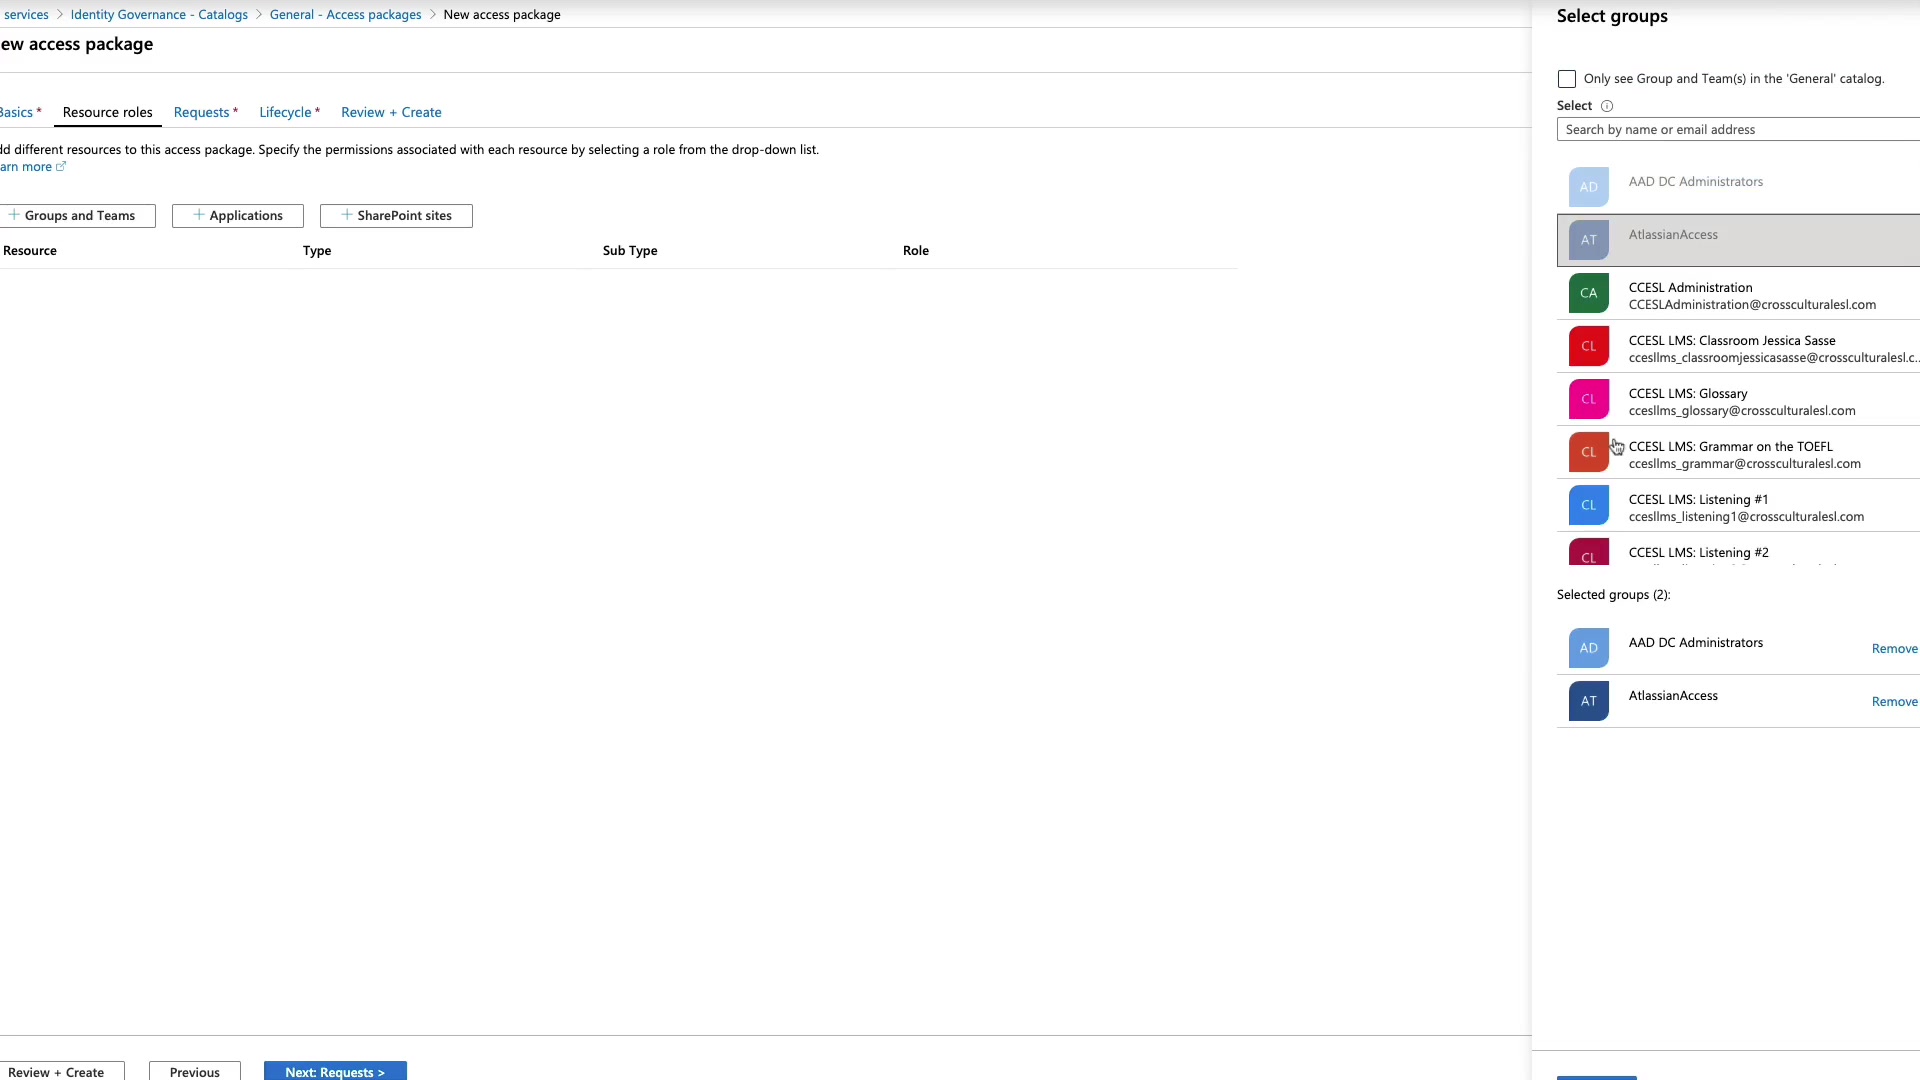 services > Identity Governance - Catalogs > General - Access packages > New access package
ew access package
Basics * Resource roles Requests * Lifecycle * Review + Create
dd different resources to this access package. Specify the permissions associated with each resource by selecting a role from the drop-down list.
arn more
+ Groups and Teams + Applications + SharePoint sites
Resource Type Sub Type Role
Review + Create Previous Next: Requests >
Select groups
Only see Group and Team(s) in the 'General' catalog.
Select
Search by name or email address
AD AAD DC Administrators
AT AtlassianAccess
CA CCESL Administration
CCESLAdministration@crossculturalesl.com
CL CCESL LMS: Classroom Jessica Sasse
ccesllms_classroomjessicasasse@crossculturalesl.c...
CL CCESL LMS: Glossary
ccesllms_glossary@crossculturalesl.com
CL CCESL LMS: Grammar on the TOEFL
ccesllms_grammar@crossculturalesl.com
CL CCESL LMS: Listening #1
ccesllms_listening1@crossculturalesl.com
CL CCESL LMS: Listening #2
Selected groups (2):
AD AAD DC Administrators Remove
AT AtlassianAccess Remove